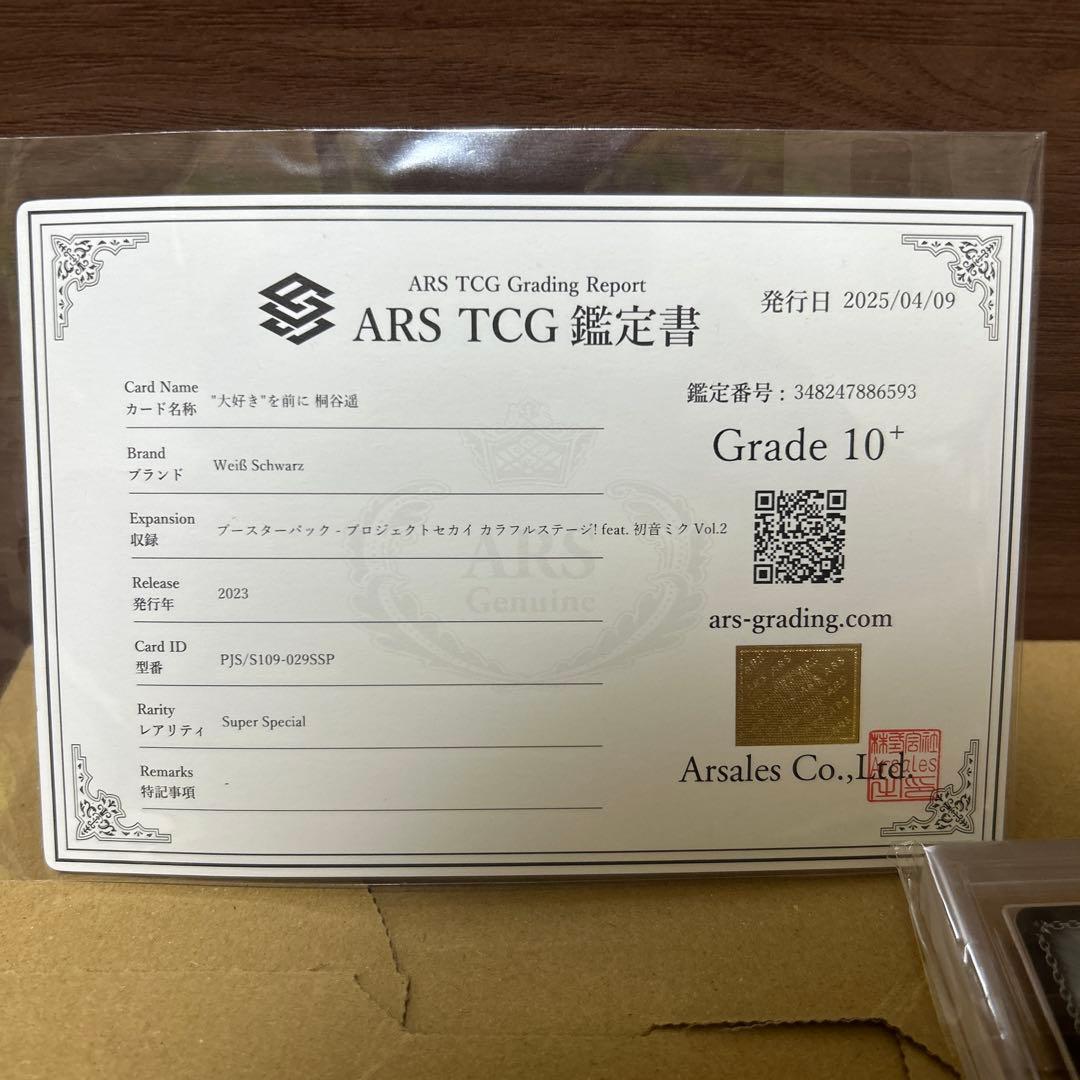 ARS TCG Grading Report
ARS TCG 鑑定書
発行日 2025/04/09
Card Name
カード名称
"大好き"を前に 桐谷遥
Brand
ブランド
Weiß Schwarz
Expansion
収録
ブースターパック - プロジェクトセカイ カラフルステージ! feat. 初音ミク Vol.2
Release
発行年
2023
Card ID
型番
PJS/S109-029SSP
Rarity
レアリティ
Super Special
Remarks
特記事項
-
ARS
Genuine
鑑定番号 : 348247886593
Grade 10+
ars-grading.com
Arsales Co.,Ltd.
株式会社
Arsales